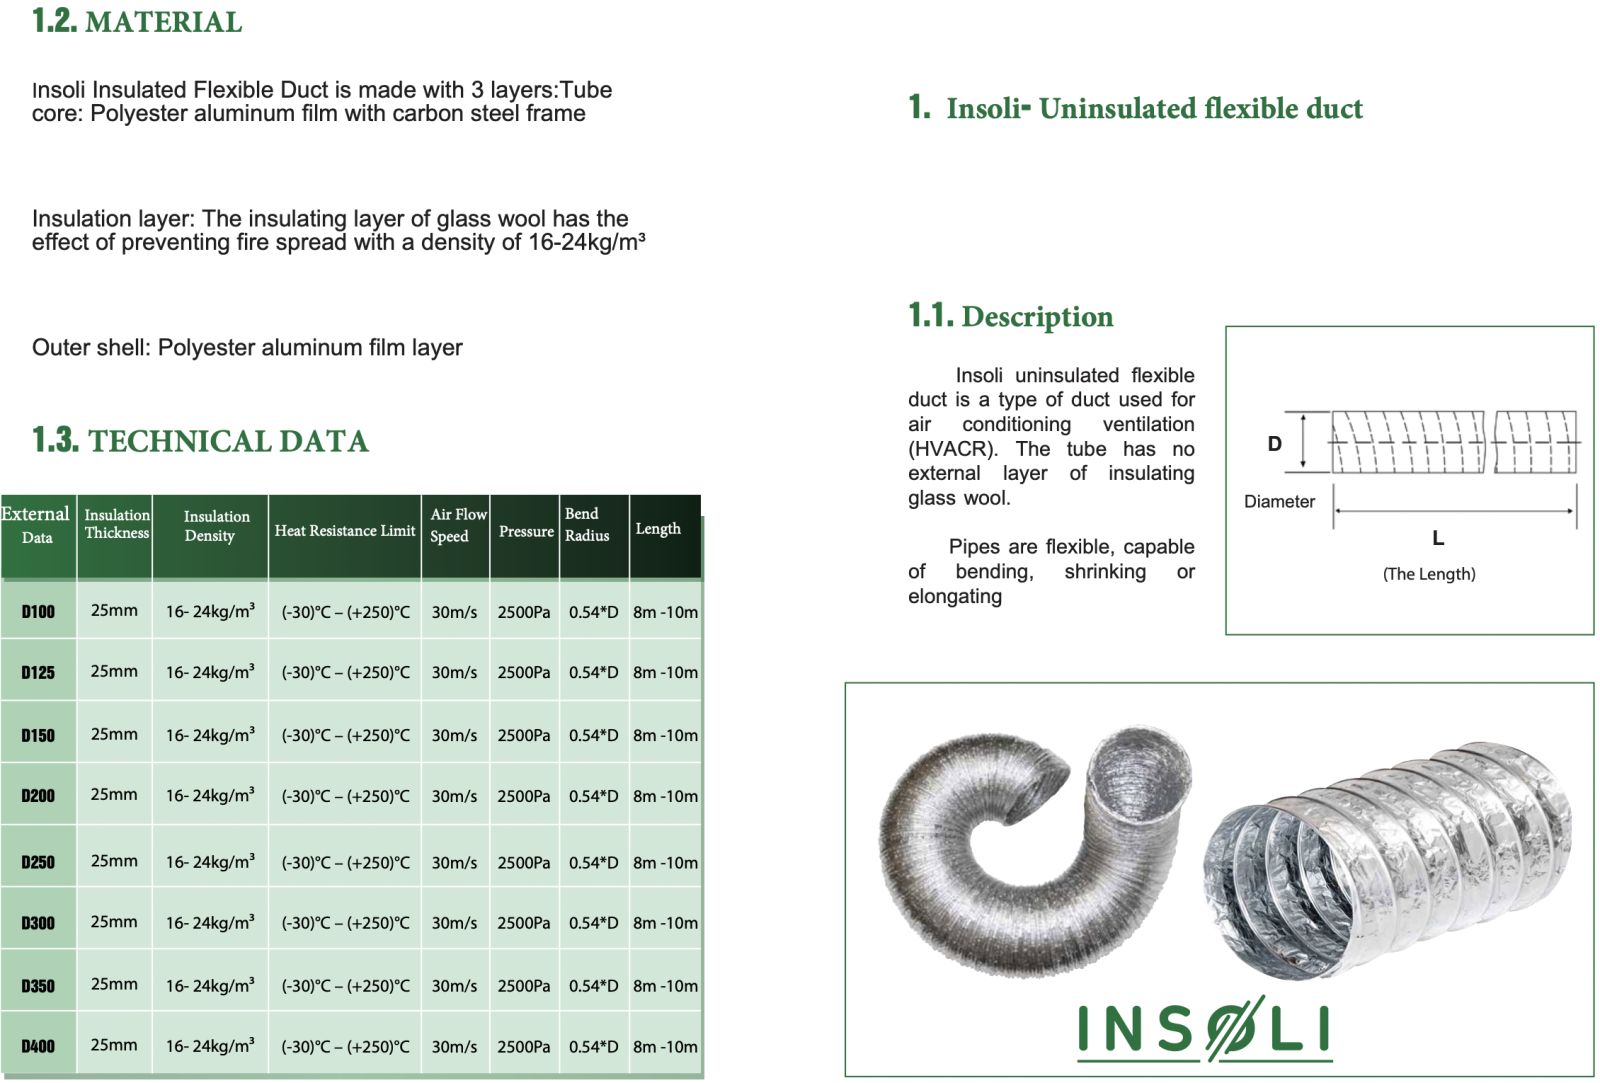 1.2. MATERIAL
Insoli Insulated Flexible Duct is made with 3 layers:Tube
core: Polyester aluminum film with carbon steel frame
Insulation layer: The insulating layer of glass wool has the
effect of preventing fire spread with a density of 16-24kg/m³
Outer shell: Polyester aluminum film layer
1.3. TECHNICAL DATA
External Data Insulation Thickness Insulation Density Heat Resistance Limit Air Flow Speed Pressure Bend Radius Length
D100 25mm 16- 24kg/m³ (-30)°C – (+250)°C 30m/s 2500Pa 0.54*D 8m -10m
D125 25mm 16- 24kg/m³ (-30)°C – (+250)°C 30m/s 2500Pa 0.54*D 8m -10m
D150 25mm 16- 24kg/m³ (-30)°C – (+250)°C 30m/s 2500Pa 0.54*D 8m -10m
D200 25mm 16- 24kg/m³ (-30)°C – (+250)°C 30m/s 2500Pa 0.54*D 8m -10m
D250 25mm 16- 24kg/m³ (-30)°C – (+250)°C 30m/s 2500Pa 0.54*D 8m -10m
D300 25mm 16- 24kg/m³ (-30)°C – (+250)°C 30m/s 2500Pa 0.54*D 8m -10m
D350 25mm 16- 24kg/m³ (-30)°C – (+250)°C 30m/s 2500Pa 0.54*D 8m -10m
D400 25mm 16- 24kg/m³ (-30)°C – (+250)°C 30m/s 2500Pa 0.54*D 8m -10m
1. Insoli- Uninsulated flexible duct
1.1. Description
Insoli uninsulated flexible
duct is a type of duct used for
air conditioning ventilation
(HVACR). The tube has no
external layer of insulating
glass wool.
Pipes are flexible, capable
of bending, shrinking or
elongating
D
Diameter
L
(The Length)
INSOLI